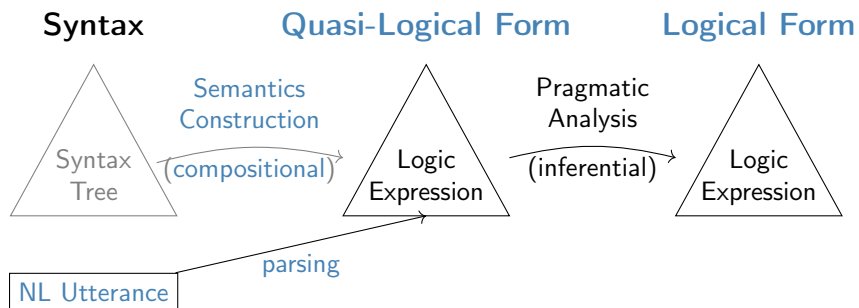 Syntax
Quasi-Logical Form
Logical Form
Semantics
Construction
(compositional)
Pragmatic
Analysis
(inferential)
Syntax
Tree
Logic
Expression
Logic
Expression
parsing
NL Utterance